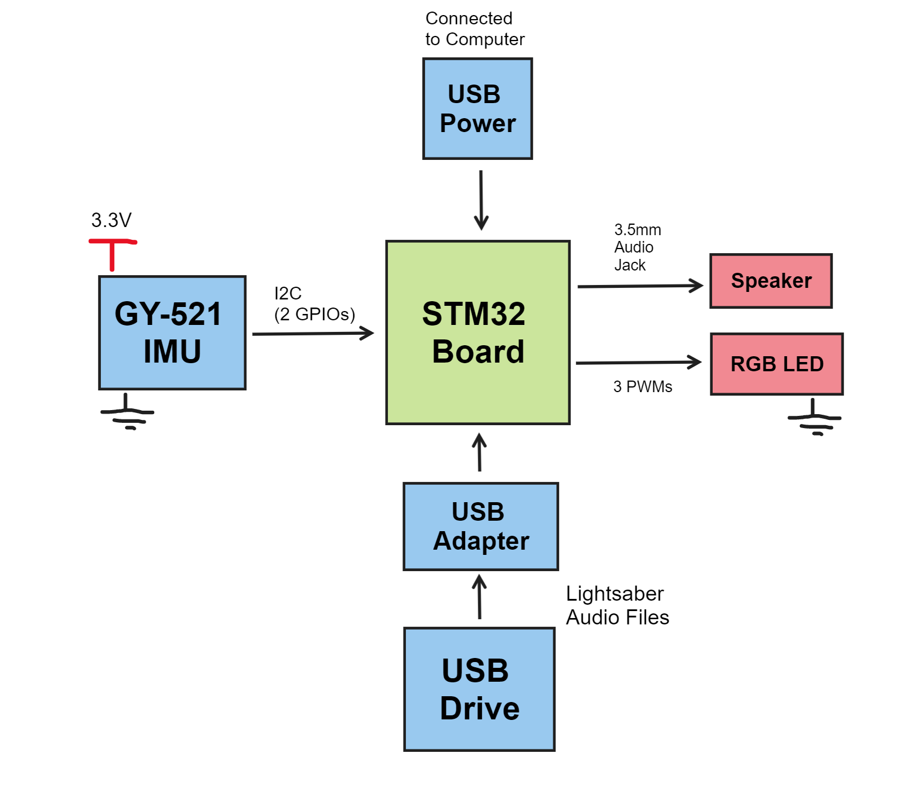 Connected
to Computer
USB
Power
3.3V
GY-521
IMU
I2C
(2 GPIOs)
STM32
Board
3.5mm
Audio
Jack
Speaker
RGB LED
3 PWMs
USB
Adapter
Lightsaber
Audio Files
USB
Drive